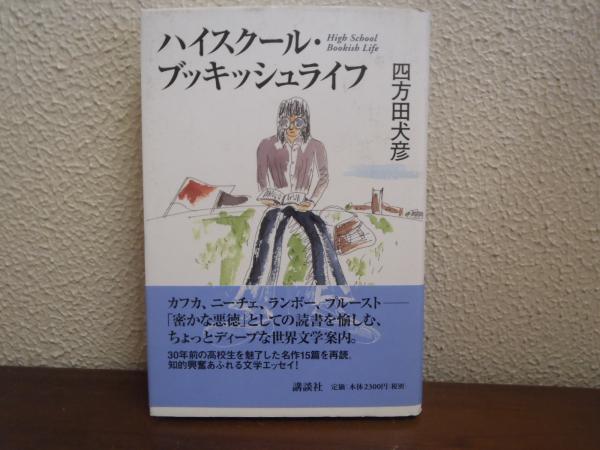 ハイスクール・
High School
Bookish Life
ブッキッシュライフ
四方田犬彦
カフカ、ニーチェ、ランボー、プルースト――
「密かな悪徳」としての読書を愉しむ、
ちょっとディープな世界文学案内。
30年前の高校生を魅了した名作15篇を再読。
知的興奮あふれる文学エッセイ!
講談社
定価:本体2300円(税別)